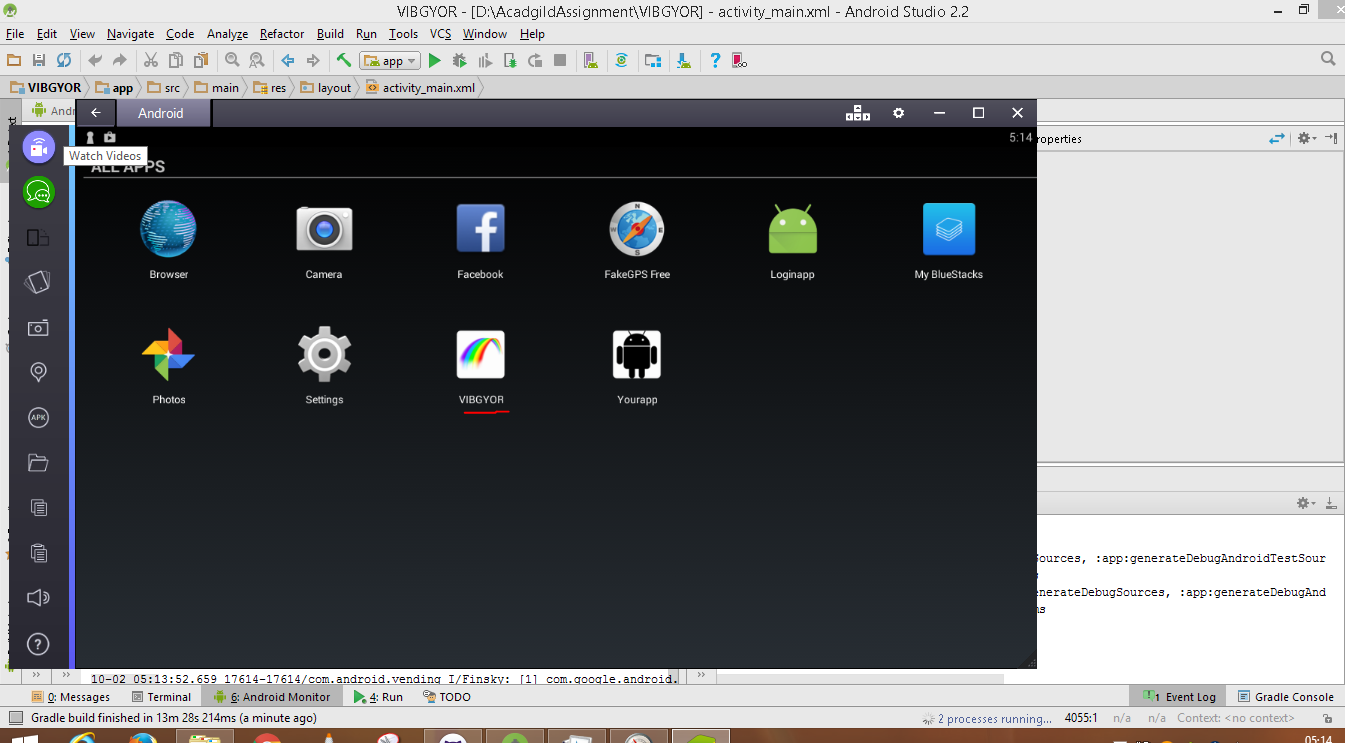 VIBGYOR - [D:\AcadgildAssignment\VIBGYOR] - activity_main.xml - Android Studio 2.2
File Edit View Navigate Code Analyze Refactor Build Run Tools VCS Window Help
app
VIBGYOR app src main res layout activity_main.xml
Andr
Android
5:14
roperties
Watch Videos
ALL APPS
Browser Camera Facebook FakeGPS Free Loginapp My BlueStacks
Photos Settings VIBGYOR Yourapp
APK
Sources, :app:generateDebugAndroidTestSour
s
enerateDebugSources, :app:generateDebugAnd
ms
10-02 05:13:52.659 17614-17614/com.android.vending I/Finsky: [1] com.google.android.
0: Messages Terminal 6: Android Monitor 4: Run TODO 1 Event Log Gradle Console
Gradle build finished in 13m 28s 214ms (a minute ago) 2 processes running... 4055:1 n/a n/a Context: <no context>
05:14